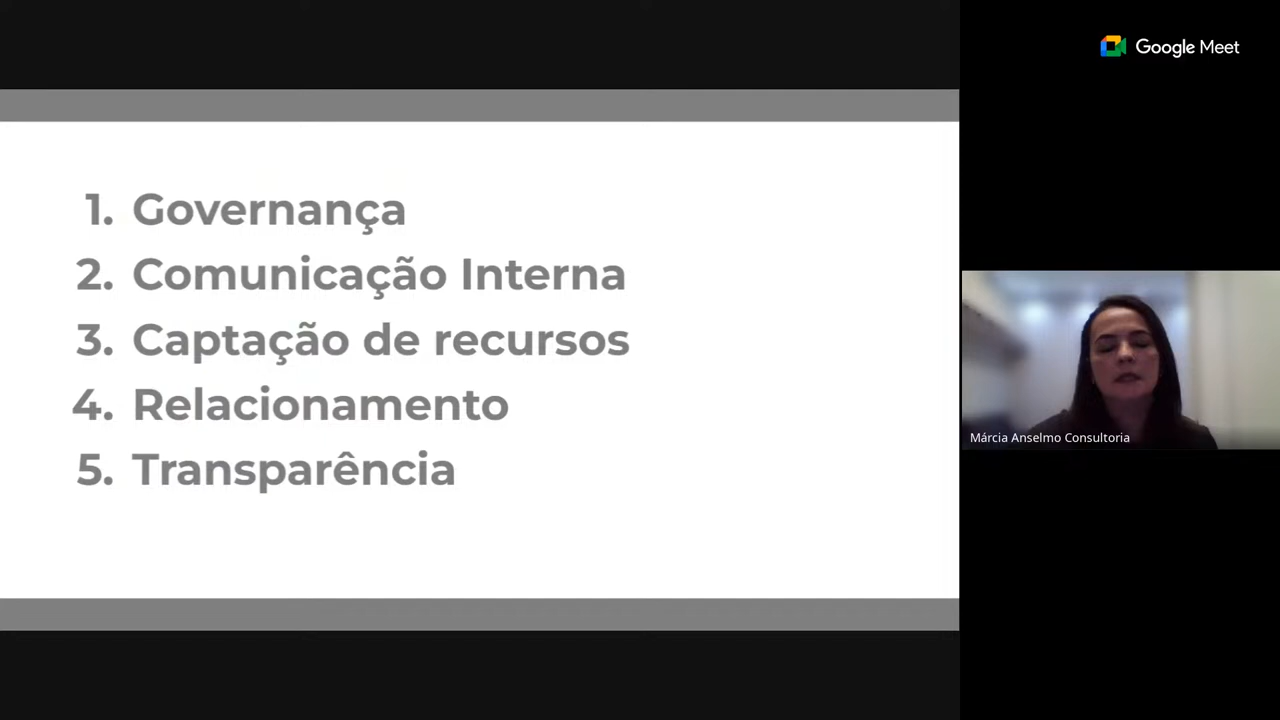 Google Meet
1. Governança
2. Comunicação Interna
3. Captação de recursos
4. Relacionamento
5. Transparência
Márcia Anselmo Consultoria